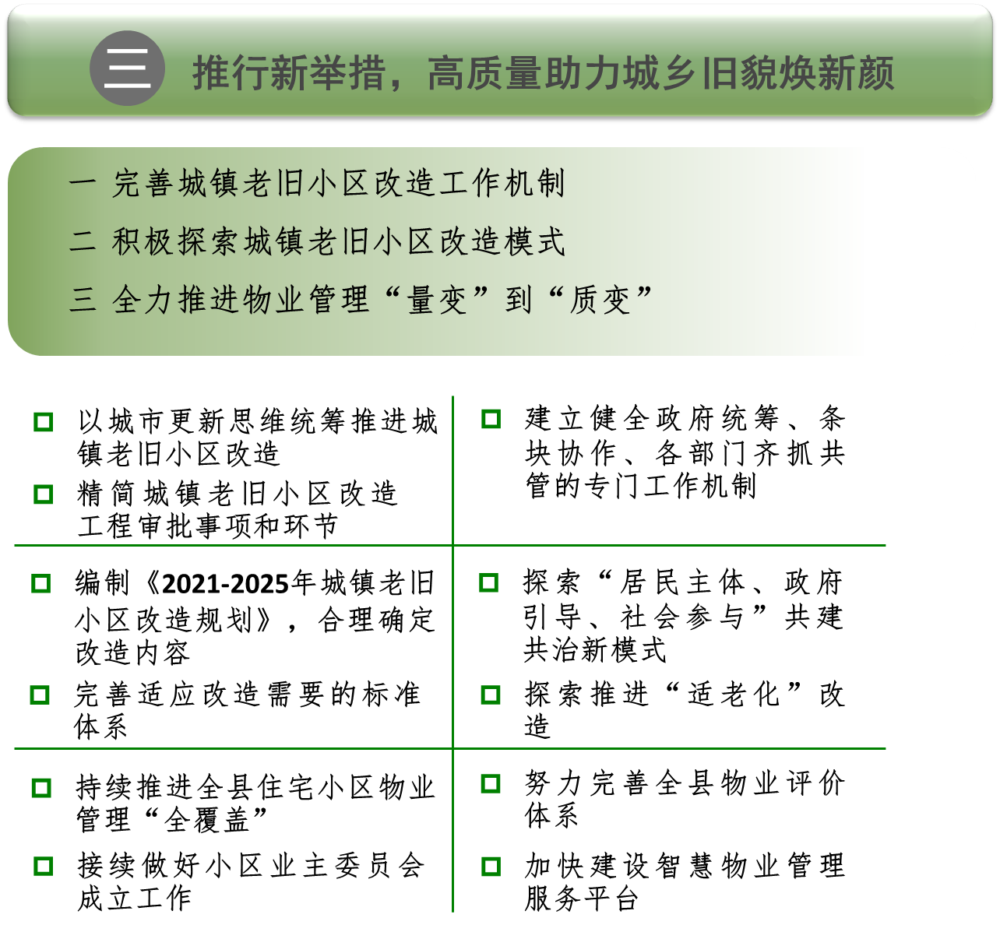 三 推行新举措，高质量助力城乡旧貌焕新颜
一 完善城镇老旧小区改造工作机制
二 积极探索城镇老旧小区改造模式
三 全力推进物业管理“量变”到“质变”
以城市更新思维统筹推进城
镇老旧小区改造
精简城镇老旧小区改造
工程审批事项和环节
建立健全政府统筹、条
块协作、各部门齐抓共
管的专门工作机制
编制《2021-2025年城镇老旧
小区改造规划》，合理确定
改造内容
完善适应改造需要的标准
体系
探索“居民主体、政府
引导、社会参与”共建
共治新模式
探索推进“适老化”改
造
持续推进全县住宅小区物业
管理“全覆盖”
接续做好小区业主委员会
成立工作
努力完善全县物业评价
体系
加快建设智慧物业管理
服务平台